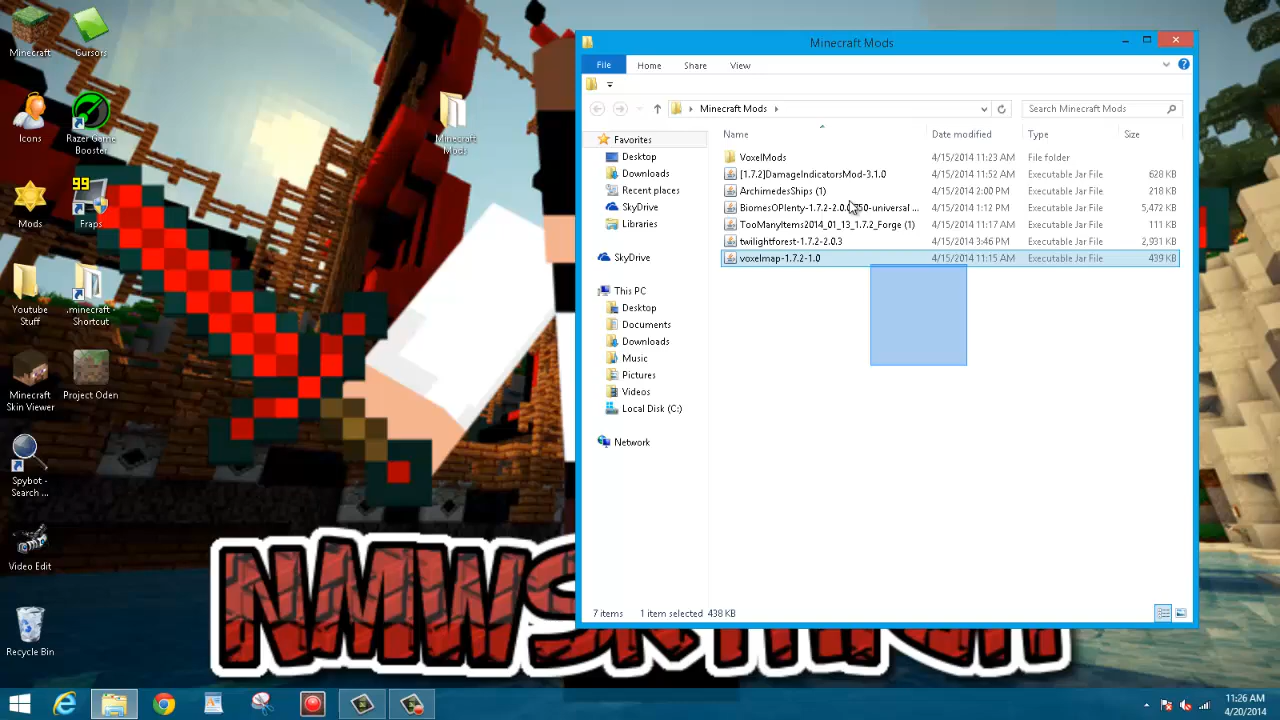 Minecraft
Cursors
Icons
Razer Game
Booster
Minecraft
Mods
99
Mods
Fraps
Youtube
Stuff
.minecraft -
Shortcut
Minecraft
Skin Viewer
Project Oden
Spybot -
Search ...
Video Edit
Recycle Bin
Minecraft Mods
File Home Share View
Minecraft Mods
Search Minecraft Mods
Name Date modified Type Size
Favorites
Desktop
Downloads
Recent places
SkyDrive
Libraries
SkyDrive
This PC
Desktop
Documents
Downloads
Music
Pictures
Videos
Local Disk (C:)
Network
VoxelMods 4/15/2014 11:23 AM File folder
[1.7.2]DamageIndicatorsMod-3.1.0 4/15/2014 11:52 AM Executable Jar File 628 KB
ArchimedesShips (1) 4/15/2014 2:00 PM Executable Jar File 218 KB
4/15/2014 1:12 PM Executable Jar File 5,472 KB
TooManyItems2014_01_13_1.7.2_Forge (1) 4/15/2014 11:17 AM Executable Jar File 111 KB
twilightforest-1.7.2-2.0.3 4/15/2014 3:46 PM Executable Jar File 2,931 KB
voxelmap-1.7.2-1.0 4/15/2014 11:15 AM Executable Jar File 439 KB
7 items 1 item selected 438 KB
11:26 AM
4/20/2014